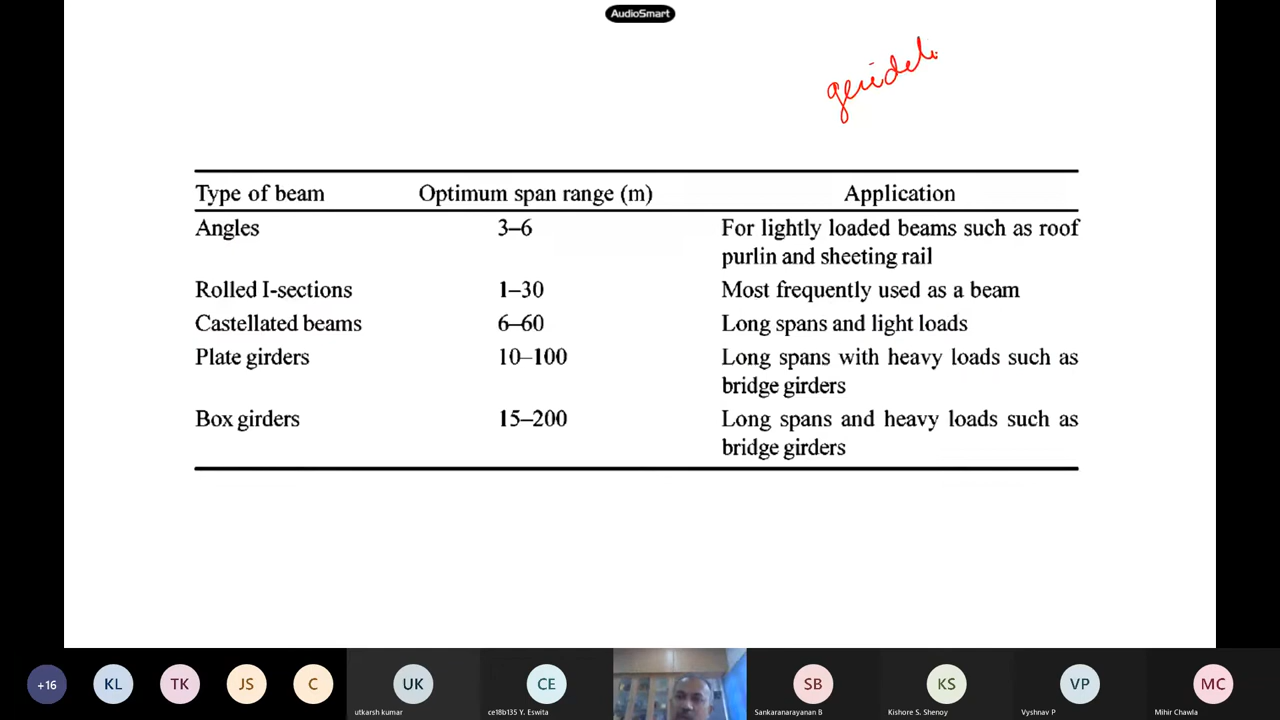 AudioSmart
guidel
Type of beam Optimum span range (m) Application
Angles 3–6 For lightly loaded beams such as roof
purlin and sheeting rail
Rolled I-sections 1–30 Most frequently used as a beam
Castellated beams 6–60 Long spans and light loads
Plate girders 10–100 Long spans with heavy loads such as
bridge girders
Box girders 15–200 Long spans and heavy loads such as
bridge girders
+16 KL TK JS C UK CE SB KS VP MC
utkarsh kumar ce18b135 Y. Eswita Sankaranarayanan B Kishore S. Shenoy Vyshnav P Mihir Chawla